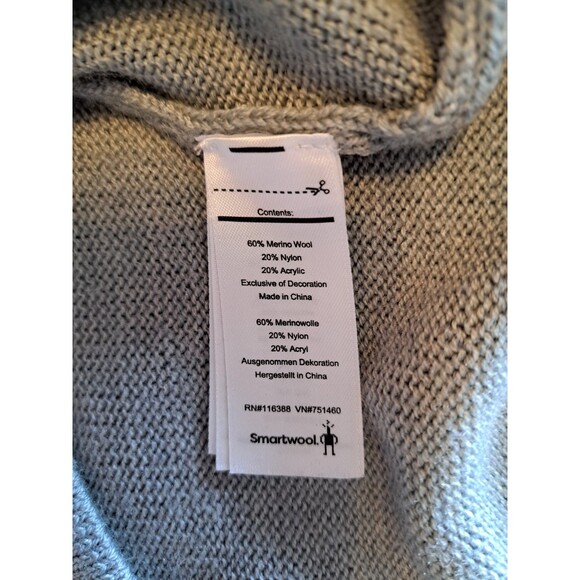 Contents:
60% Merino Wool
20% Nylon
20% Acrylic
Exclusive of Decoration
Made in China
60% Merinowolle
20% Nylon
20% Acryl
Ausgenommen Dekoration
Hergestellt in China
RN#116388 VN#751460
Smartwool.